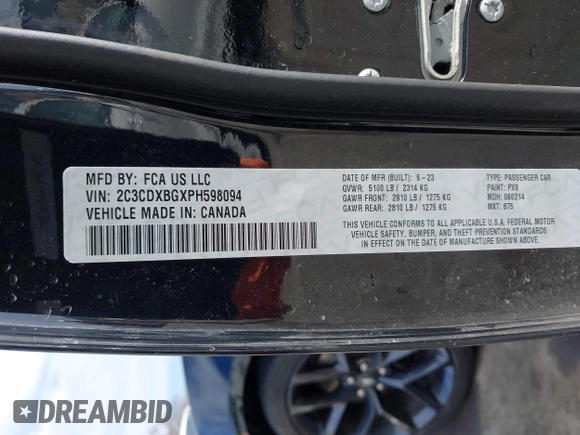 MFD BY: FCA US LLC
VIN: 2C3CDXBGXPH598094
VEHICLE MADE IN: CANADA
DATE OF MFR (BUILT): 6-23
GVWR: 5100 LB / 2314 KG
GAWR FRONT: 2810 LB / 1275 KG
GAWR REAR: 2810 LB / 1275 KG
TYPE: PASSENGER CAR
PAINT: PX8
MDH: 060214
MKT: 875
THIS VEHICLE CONFORMS TO ALL APPLICABLE U.S.A. FEDERAL MOTOR
VEHICLE SAFETY, BUMPER, AND THEFT PREVENTION STANDARDS
IN EFFECT ON THE DATE OF MANUFACTURE SHOWN ABOVE.
DREAMBID